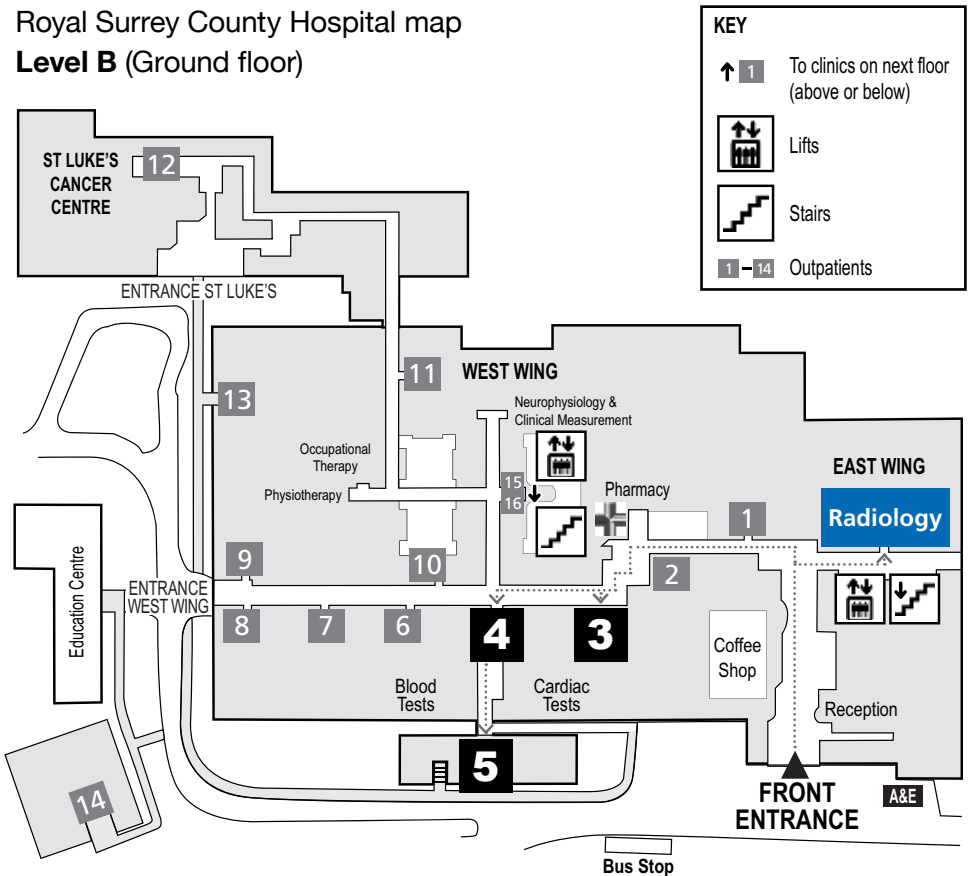 Royal Surrey County Hospital map
Level B (Ground floor)
KEY
1
To clinics on next floor
(above or below)
Lifts
Stairs
1 – 14 Outpatients
ST LUKE'S
CANCER
CENTRE
12
ENTRANCE ST LUKE'S
11
WEST WING
13
Neurophysiology &
Clinical Measurement
Occupational
Therapy
Physiotherapy
15
16
Pharmacy
EAST WING
Radiology
1
2
9
10
Education Centre
ENTRANCE
WEST WING
8
7
6
4
3
Coffee
Shop
Blood
Tests
Cardiac
Tests
Reception
5
14
FRONT
ENTRANCE
A&E
Bus Stop